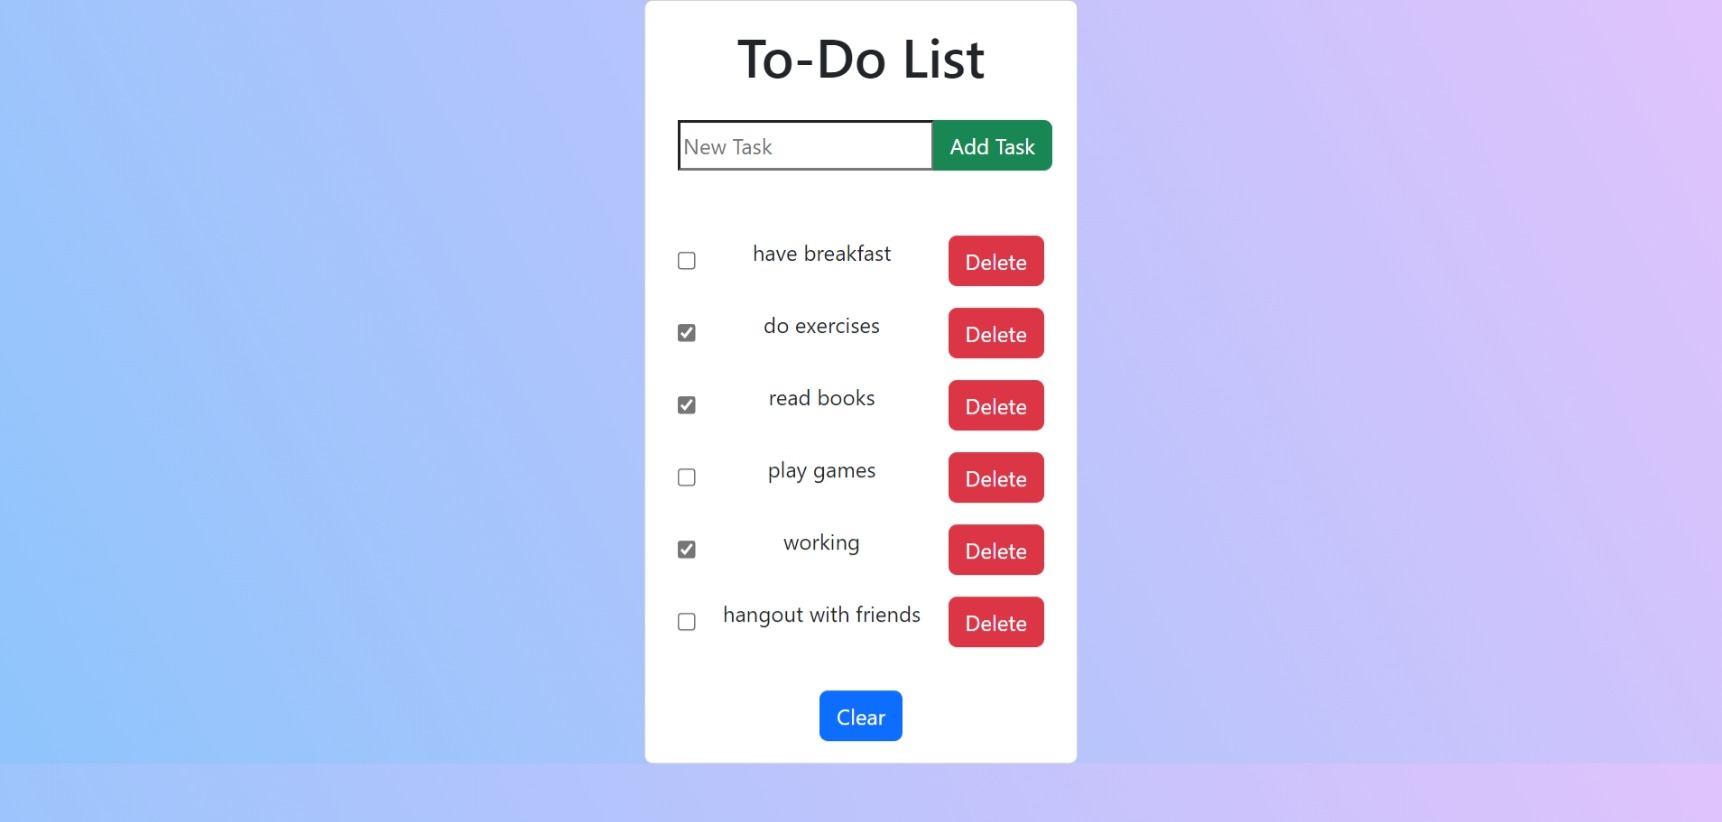 To-Do List
New Task Add Task
have breakfast Delete
do exercises Delete
read books Delete
play games Delete
working Delete
hangout with friends Delete
Clear